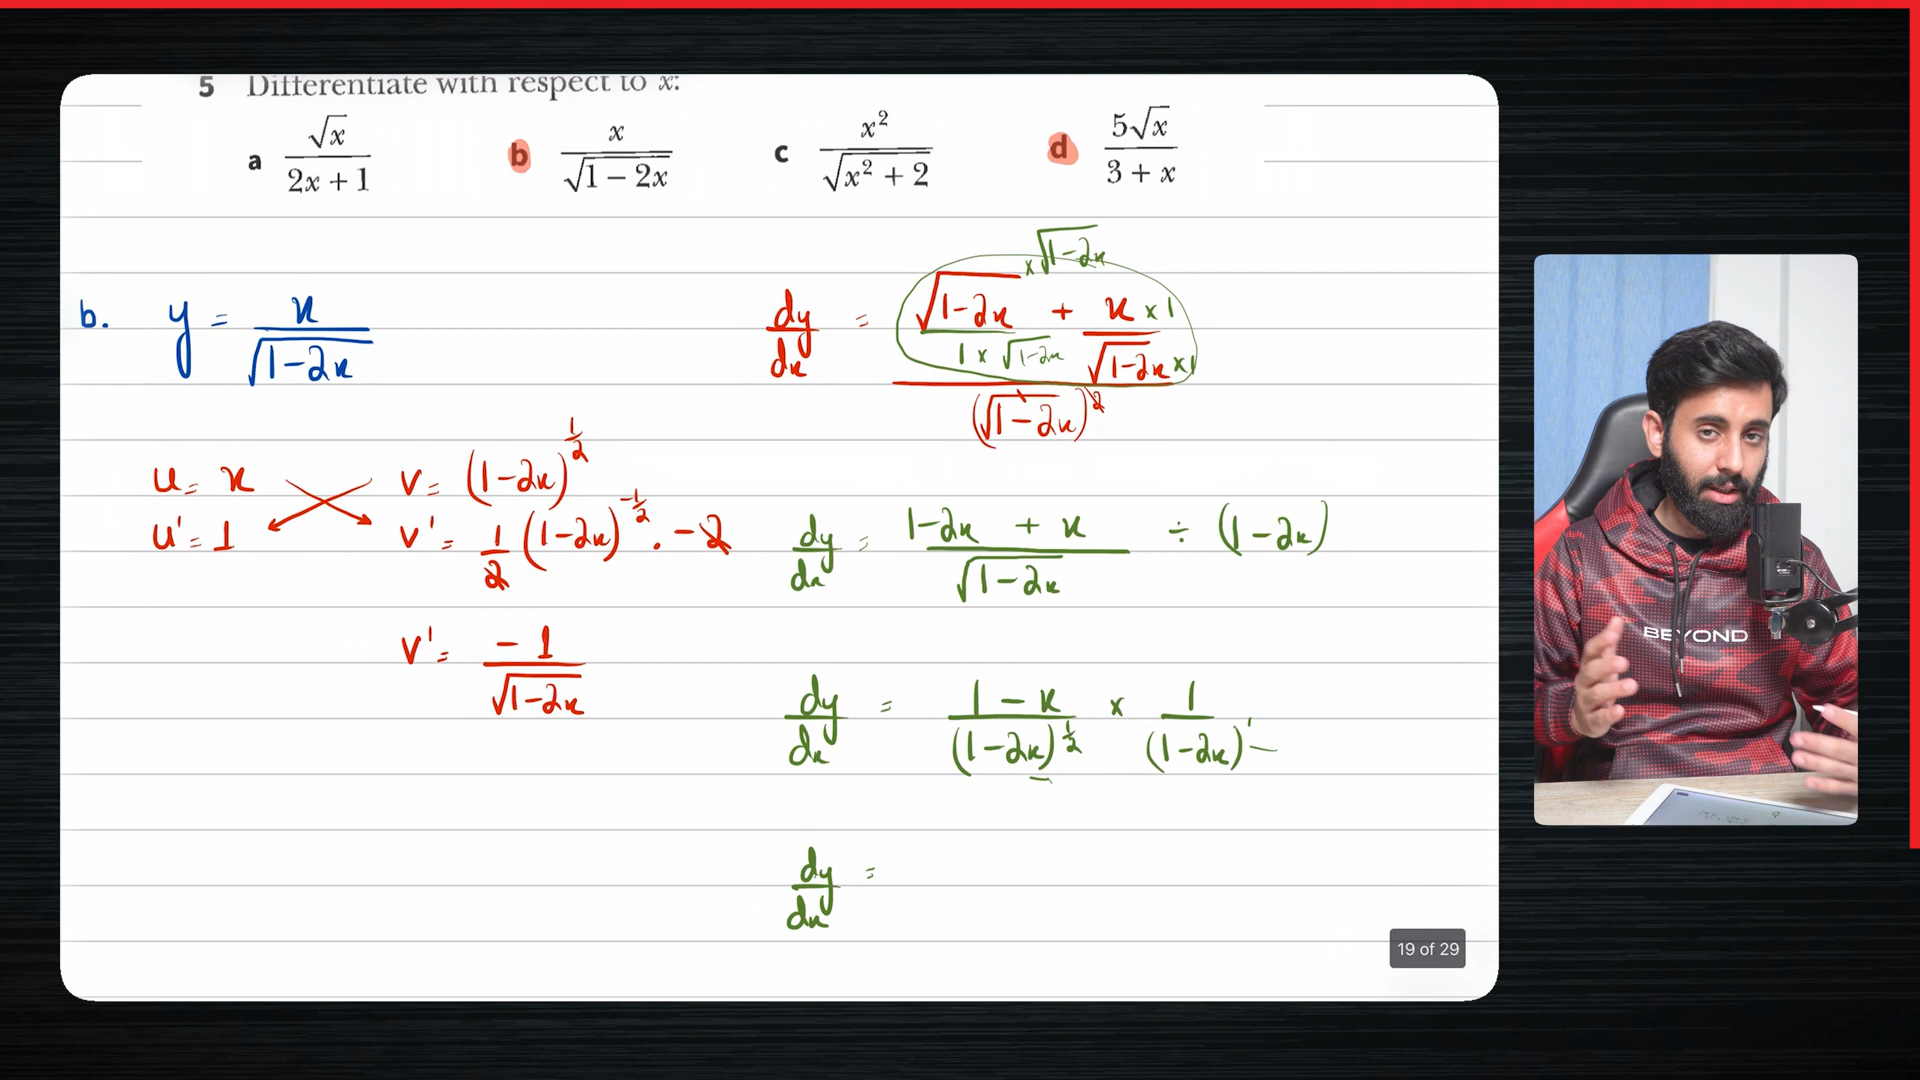 5 Differentiate with respect to x:
a √x / (2x + 1) b x / √(1 − 2x) c x² / √(x² + 2) d 5√x / (3 + x)
b. y = x / √(1-2x)
u = x v = (1-2x)^(1/2)
u' = 1 v' = 1/2 (1-2x)^(-1/2) . -2
v' = -1 / √(1-2x)
× √(1-2x)
dy/dx = (√(1-2x) / (1 × √(1-2x)) + (x × 1) / (√(1-2x) × 1)) / (√(1-2x))²
dy/dx = (1-2x + x) / √(1-2x) ÷ (1-2x)
dy/dx = (1 - x) / (1-2x)^(1/2) × 1 / (1-2x)^1
dy/dx =
19 of 29
BEYOND